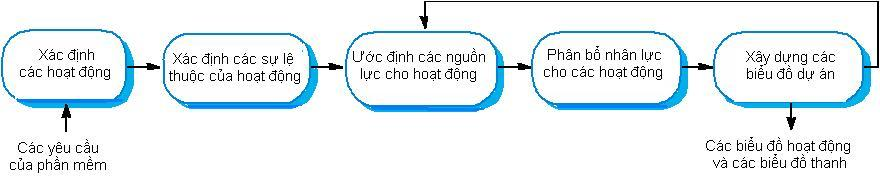 Xác định
các hoạt động
Xác định các sự lệ
thuộc của hoạt động
Ước định các nguồn
lực cho hoạt động
Phân bổ nhân lực
cho các hoạt động
Xây dựng các
biểu đồ dự án
Các yêu cầu
của phần mềm
Các biểu đồ hoạt động
và các biểu đồ thanh